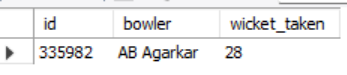 id bowler wicket_taken
335982 AB Agarkar 28